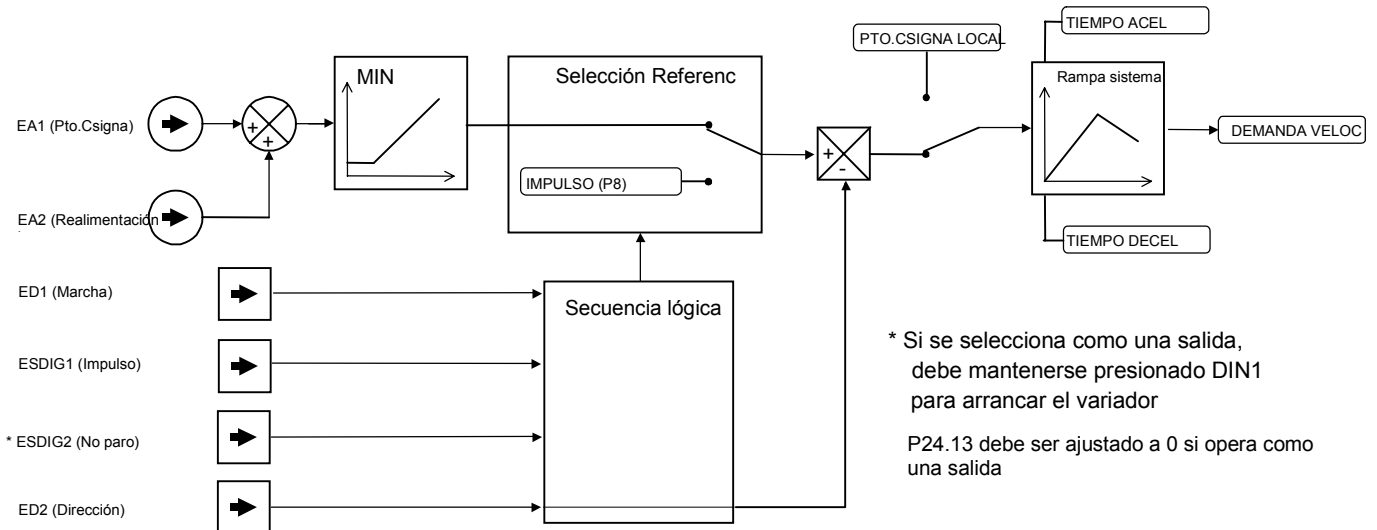 TIEMPO ACEL
PTO.CSIGNA LOCAL
MIN
Selección Referenc
Rampa sistema
EA1 (Pto.Csigna)
+
+
+
-
DEMANDA VELOC
IMPULSO (P8)
EA2 (Realimentación
TIEMPO DECEL
ED1 (Marcha)
Secuencia lógica
* Si se selecciona como una salida,
debe mantenerse presionado DIN1
para arrancar el variador
ESDIG1 (Impulso)
* ESDIG2 (No paro)
P24.13 debe ser ajustado a 0 si opera como
una salida
ED2 (Dirección)